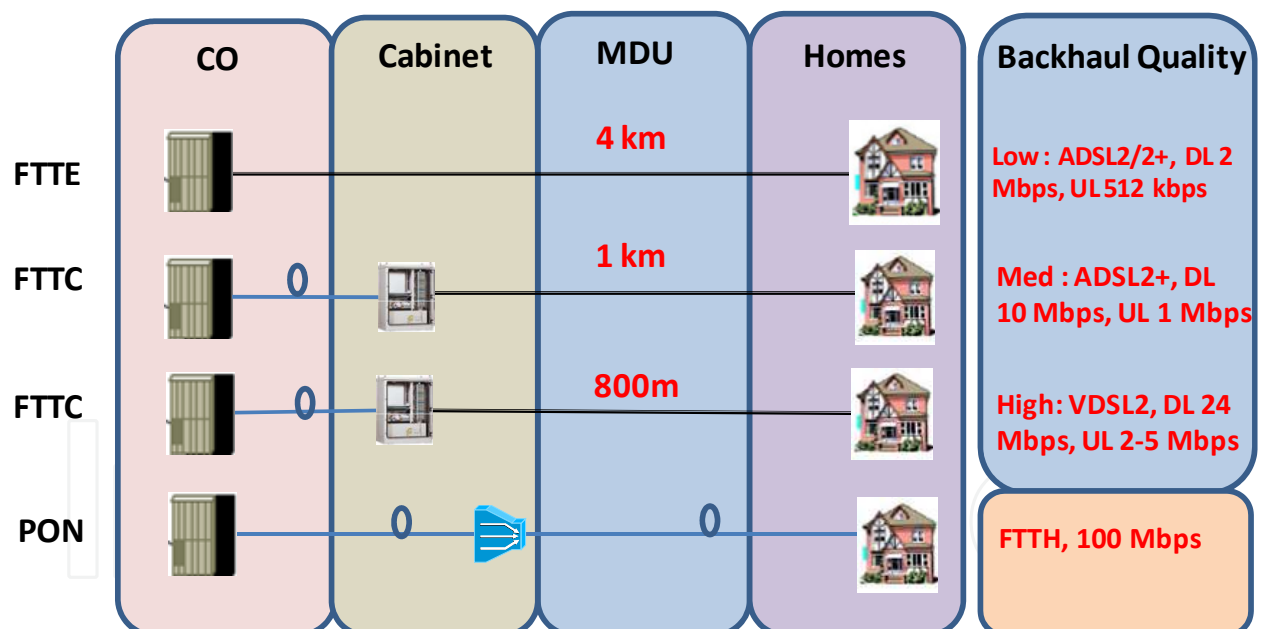 CO
Cabinet
MDU
Homes
Backhaul Quality
FTTE
4 km
Low : ADSL2/2+, DL 2
Mbps, UL 512 kbps
FTTC
1 km
Med : ADSL2+, DL
10 Mbps, UL 1 Mbps
FTTC
800m
High: VDSL2, DL 24
Mbps, UL 2-5 Mbps
PON
FTTH, 100 Mbps